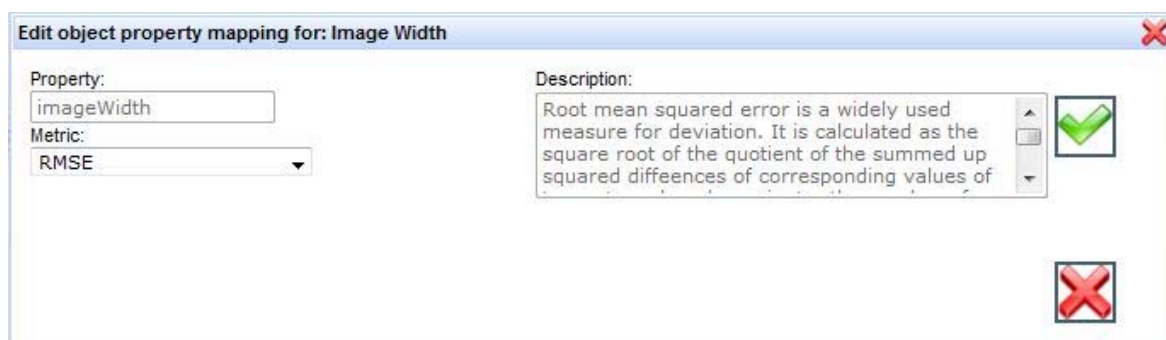 Edit object property mapping for: Image Width
Property:
imageWidth
Metric:
RMSE
Description:
Root mean squared error is a widely used
measure for deviation. It is calculated as the
square root of the quotient of the summed up
squared diffeences of corresponding values of